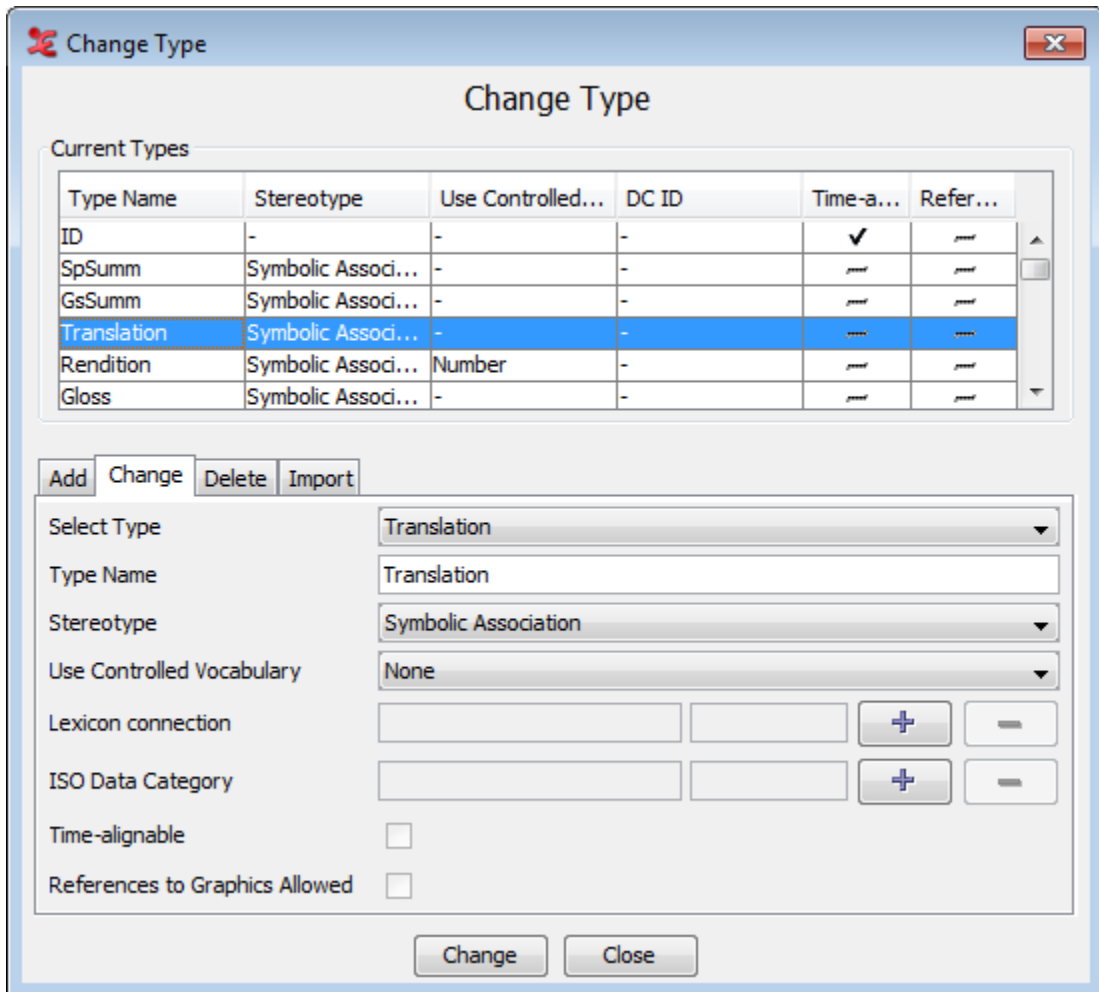 Change Type
Change Type
Current Types
Type Name Stereotype Use Controlled... DC ID Time-a... Refer...
ID - - -
SpSumm Symbolic Associ... - -
GsSumm Symbolic Associ... - -
Translation Symbolic Associ... - -
Rendition Symbolic Associ... Number -
Gloss Symbolic Associ... - -
Add Change Delete Import
Select Type Translation
Type Name Translation
Stereotype Symbolic Association
Use Controlled Vocabulary None
Lexicon connection
ISO Data Category
Time-alignable
References to Graphics Allowed
Change Close